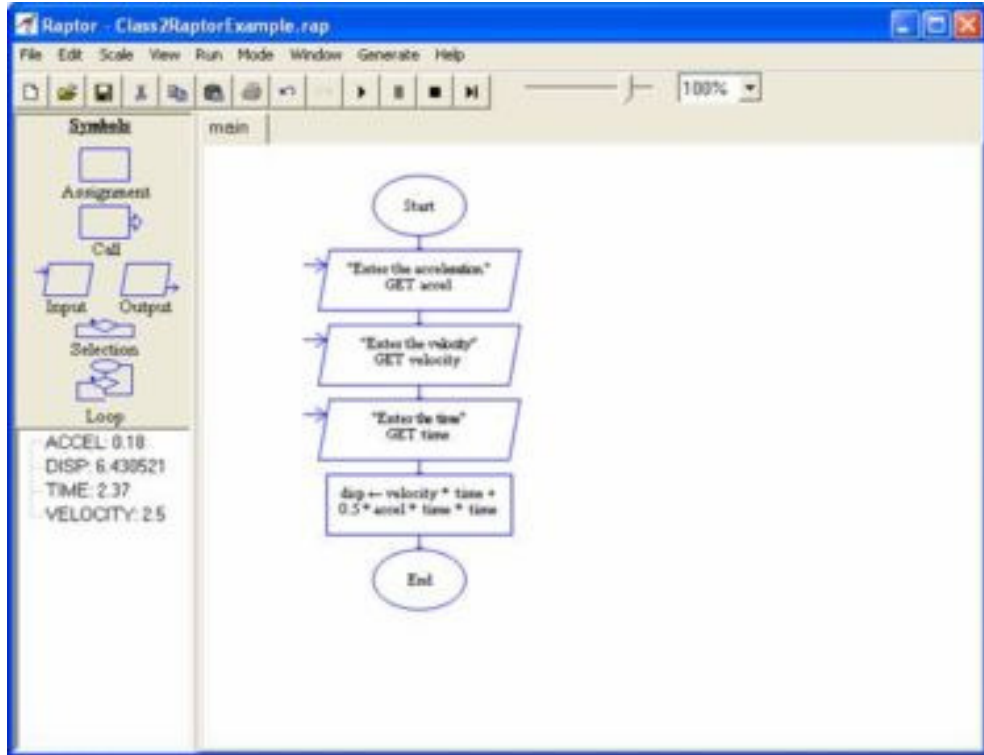 Raptor - Class2RaptorExample.rap
File Edit Scale View Run Mode Window Generate Help
100%
Symbols
main
Assignment
Call
Input Output
Selection
Loop
ACCEL: 0.18
DISP: 6.430521
TIME: 2.37
VELOCITY: 2.5
Start
"Enter the acceleration."
GET accel
"Enter the velocity"
GET velocity
"Enter the time"
GET time
disp ← velocity * time +
0.5 * accel * time * time
End